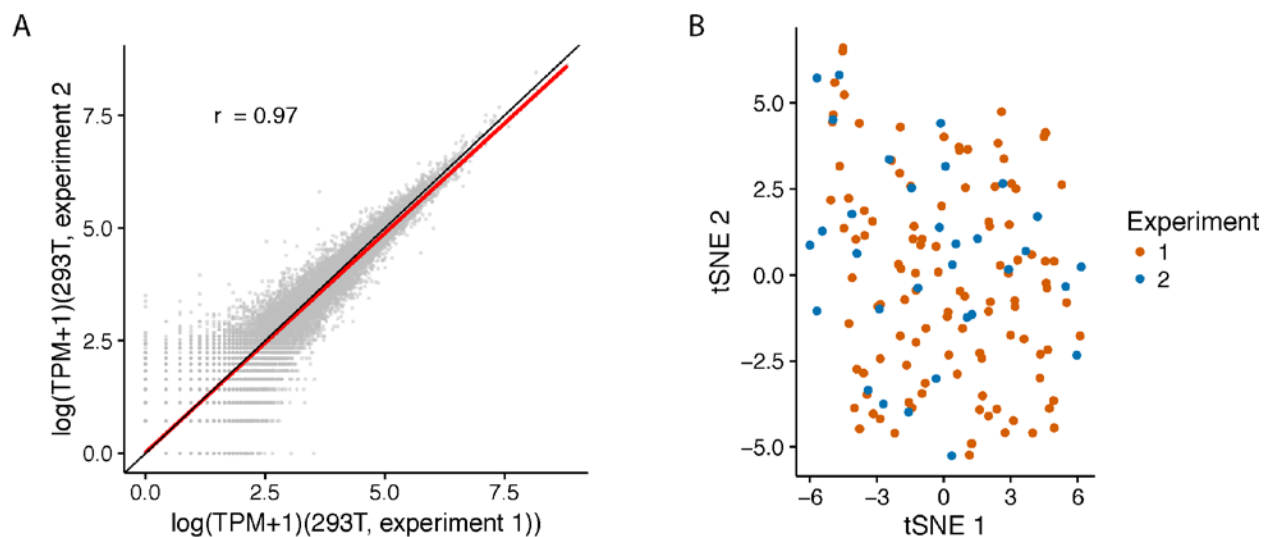 A
log(TPM+1)(293T, experiment 2
7.5
5.0
2.5
0.0
r = 0.97
0.0 2.5 5.0 7.5
log(TPM+1)(293T, experiment 1))
B
tSNE 2
5.0
2.5
0.0
−2.5
−5.0
−6 −3 0 3 6
tSNE 1
Experiment
1
2